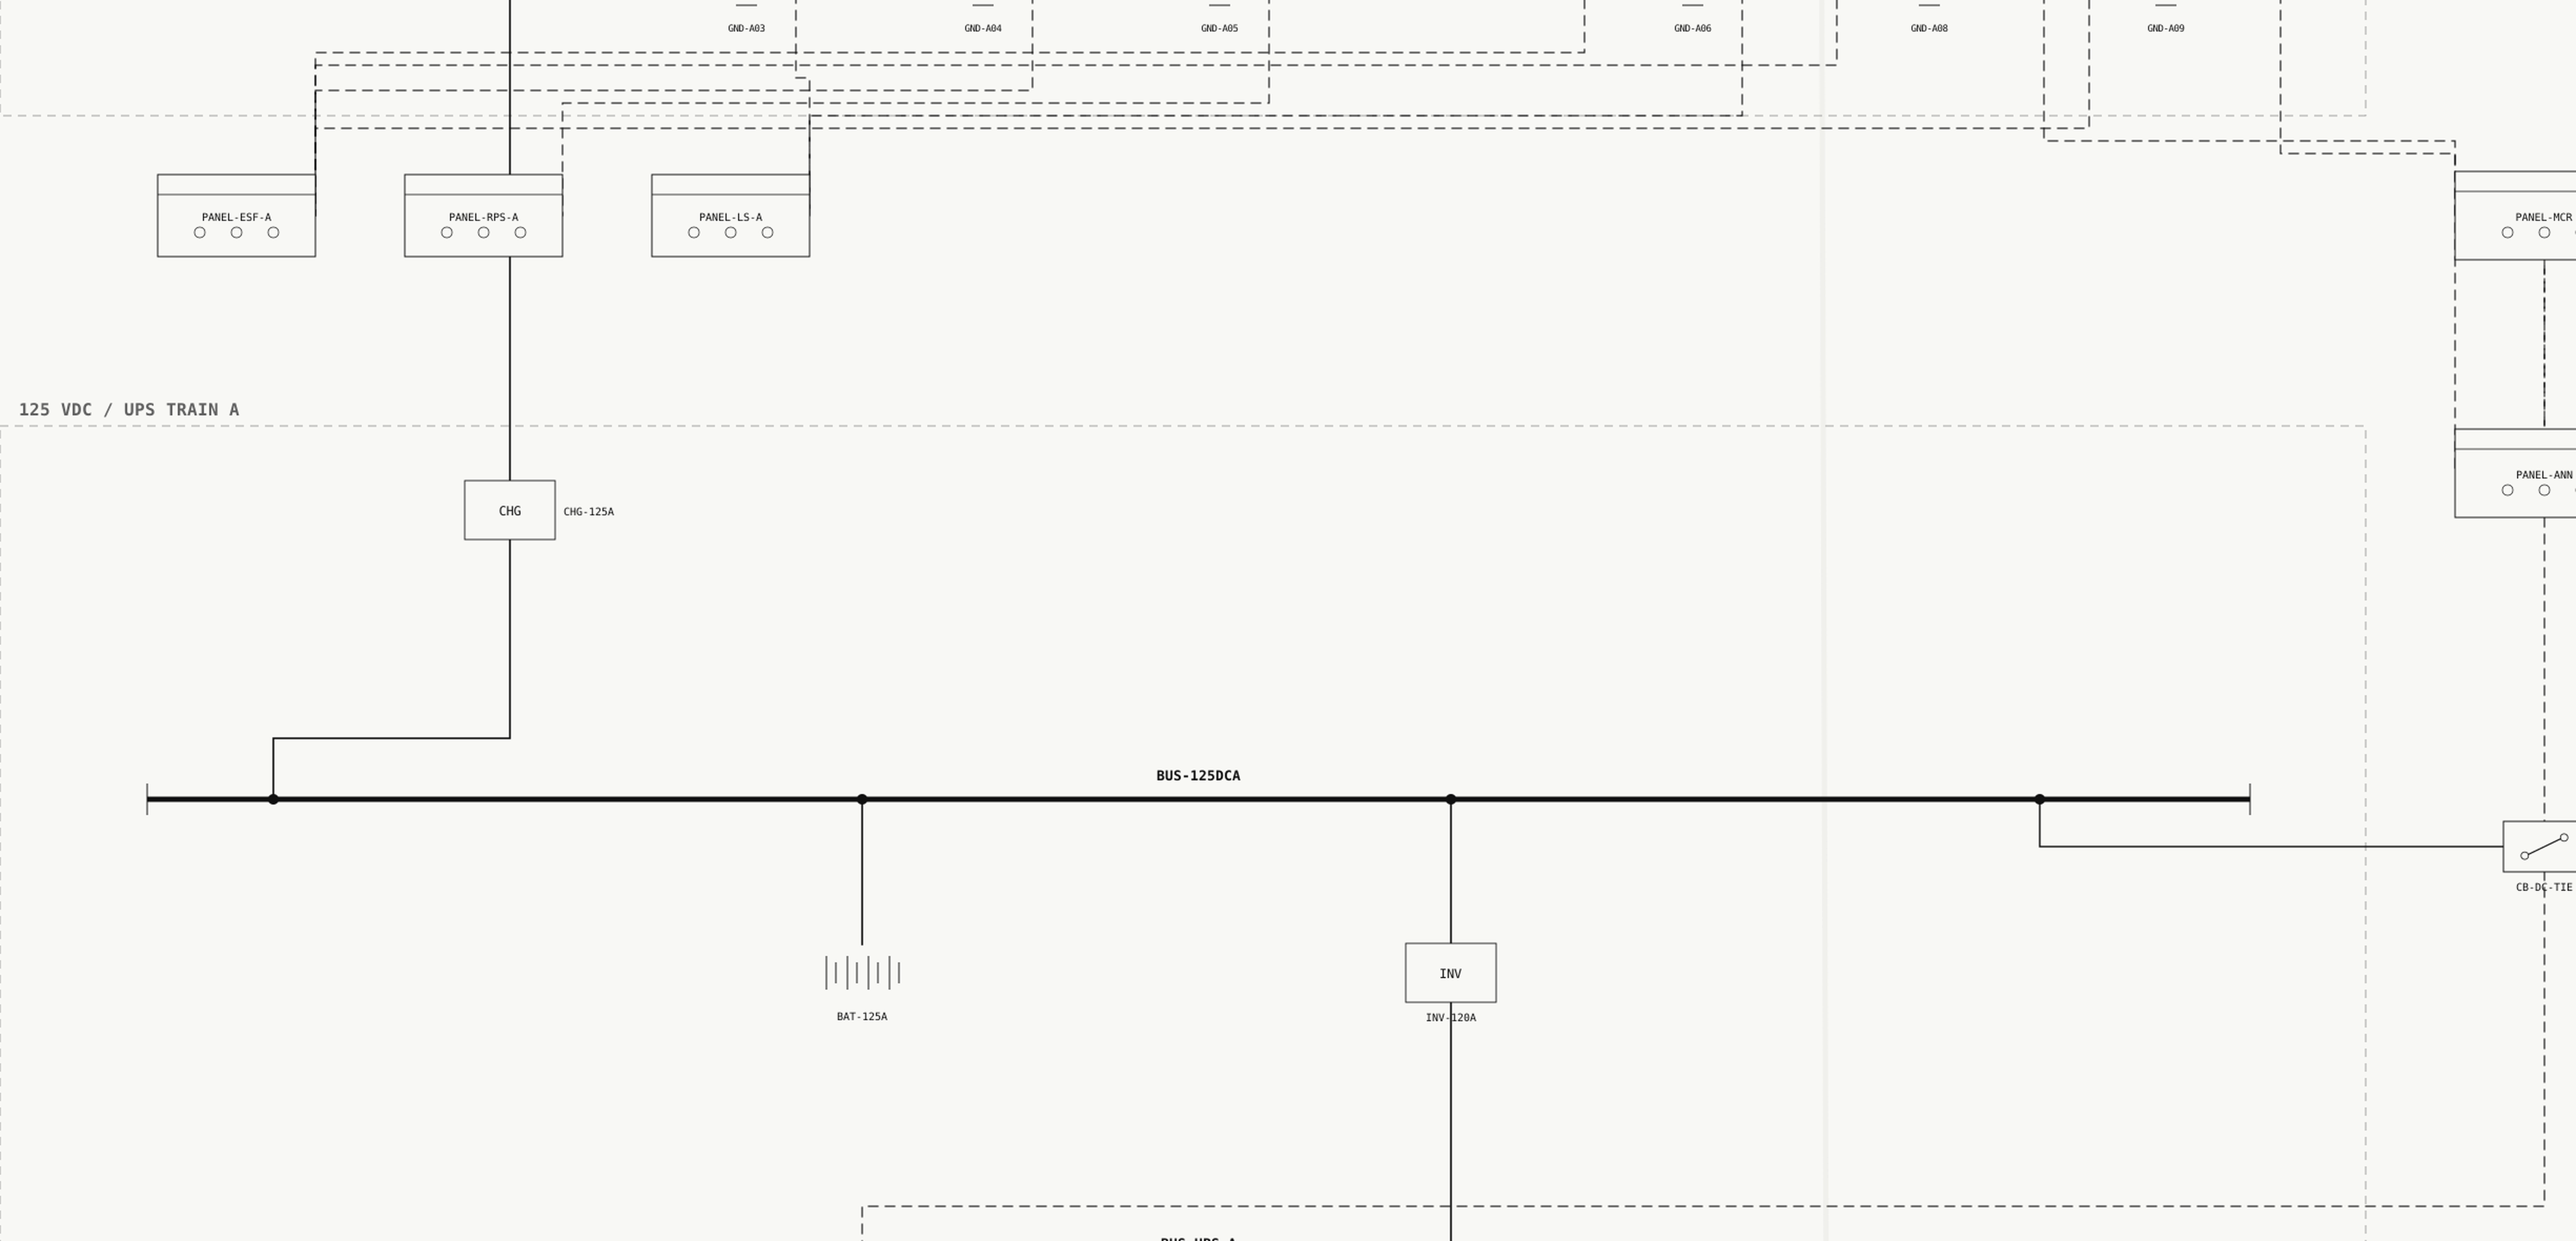 GND-A03
GND-A04
GND-A05
GND-A06
GND-A08
GND-A09
PANEL-ESF-A
PANEL-RPS-A
PANEL-LS-A
PANEL-MCR
125 VDC / UPS TRAIN A
PANEL-ANN
CHG
CHG-125A
BUS-125DCA
CB-DC-TIE
INV
BAT-125A
INV-120A
BUS-UPS-A